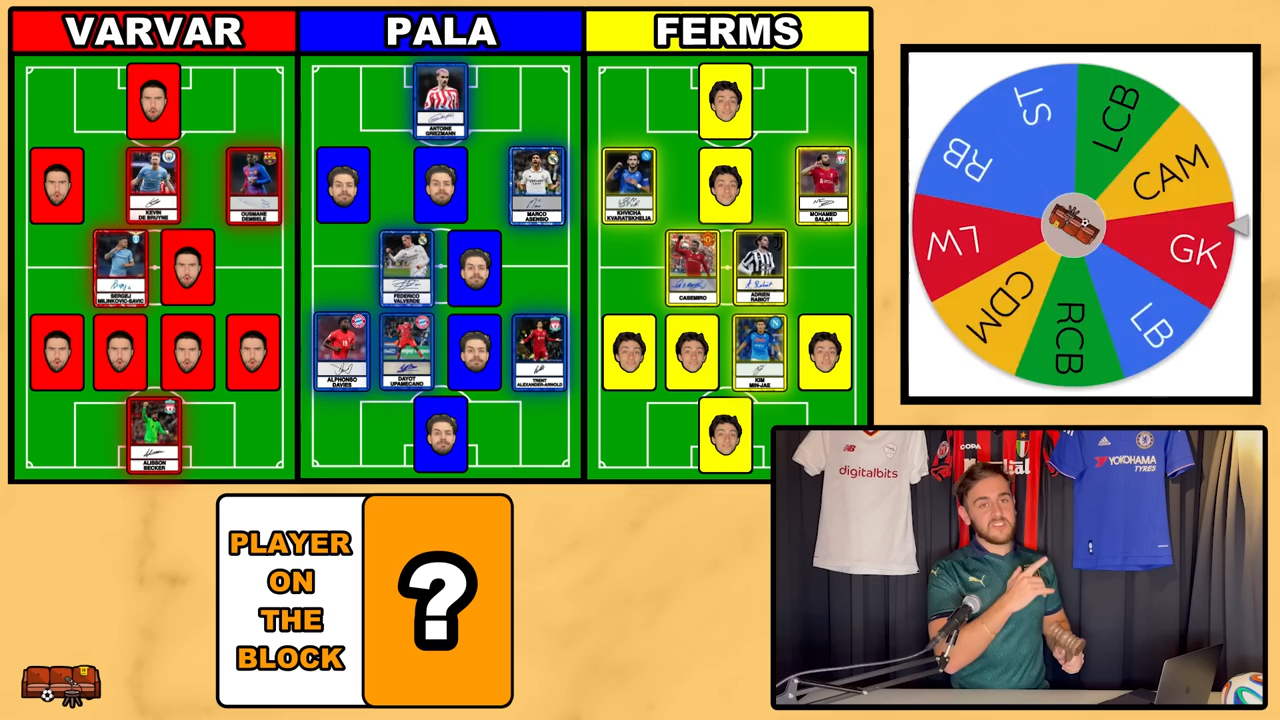 VARVAR
PALA
FERMS
ANTOINE
GRIEZMANN
KEVIN
DE BRUYNE
OUSMANE
DEMBELE
MARCO
ASENSIO
KHVICHA
KVARATSKHELIA
MOHAMED
SALAH
SERGEJ
MILINKOVIC-SAVIC
FEDERICO
VALVERDE
CASEMIRO
ADRIEN
RABIOT
ALPHONSO
DAVIES
DAYOT
UPAMECANO
TRENT
ALEXANDER-ARNOLD
KIM
MIN-JAE
ALISSON
BECKER
ST
LCB
CAM
GK
LB
RCB
CDM
LW
RB
PLAYER
ON
THE
BLOCK
?
digitalbits
COPA
YOKOHAMA
TYRES